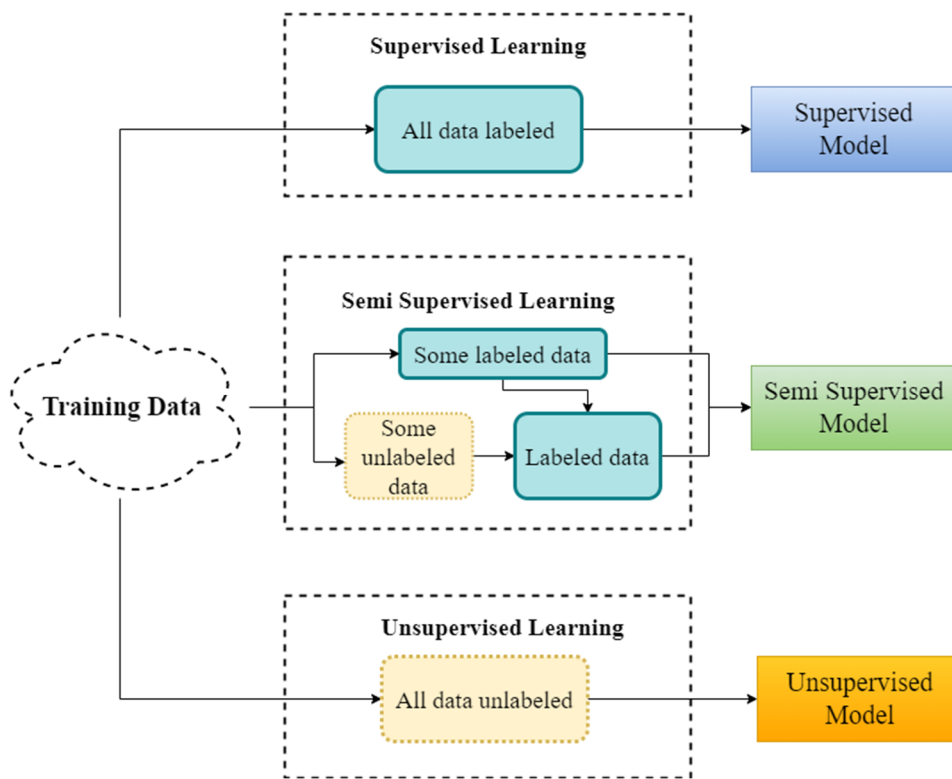 Supervised Learning
All data labeled
Supervised
Model
Training Data
Semi Supervised Learning
Some labeled data
Some
unlabeled
data
Labeled data
Semi Supervised
Model
Unsupervised Learning
All data unlabeled
Unsupervised
Model